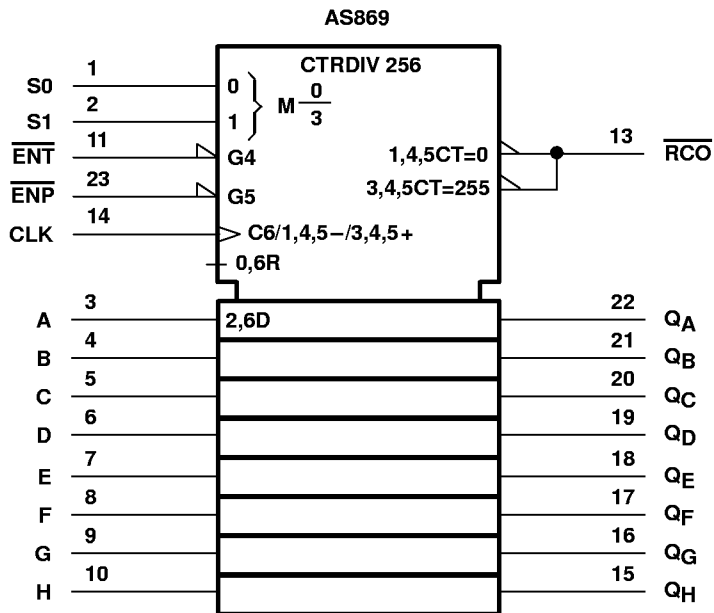 AS869
CTRDIV 256
S0 1 0
M 0/3
S1 2 1
E̅N̅T̅ 11 G4
1,4,5CT=0 13 R̅C̅O̅
E̅N̅P̅ 23 G5
3,4,5CT=255
CLK 14 C6/1,4,5−/3,4,5+
0,6R
A 3 2,6D 22 QA
B 4 21 QB
C 5 20 QC
D 6 19 QD
E 7 18 QE
F 8 17 QF
G 9 16 QG
H 10 15 QH